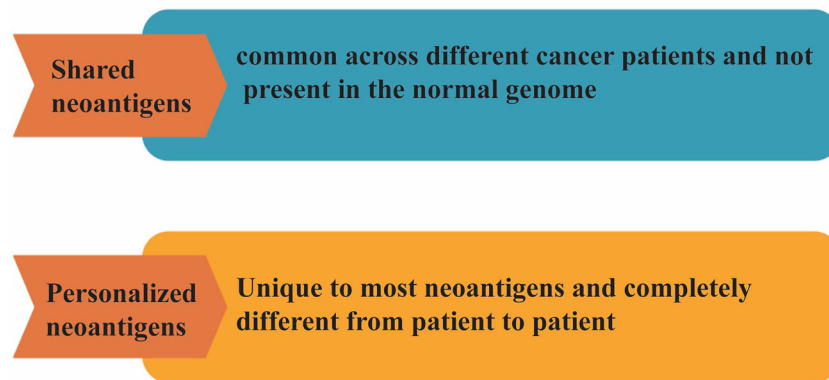 Shared
neoantigens
common across different cancer patients and not
present in the normal genome
Personalized
neoantigens
Unique to most neoantigens and completely
different from patient to patient